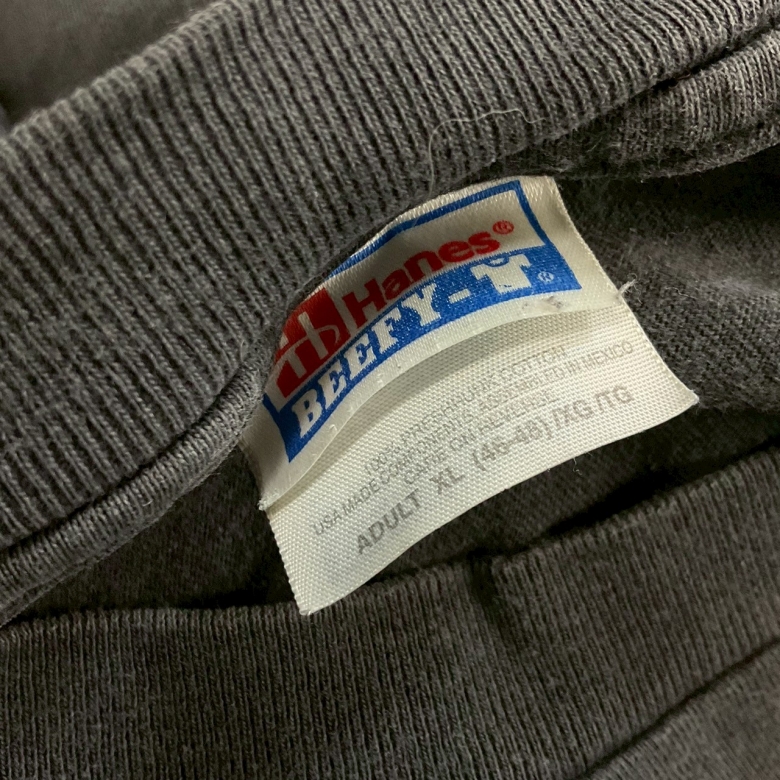 Hanes®
BEEFY-T®
100% PRESHRUNK COTTON
USA MADE COMPONENTS ASSEMBLED IN MEXICO
CARE ON REVERSE
ADULT XL (46-48)/XG/TG